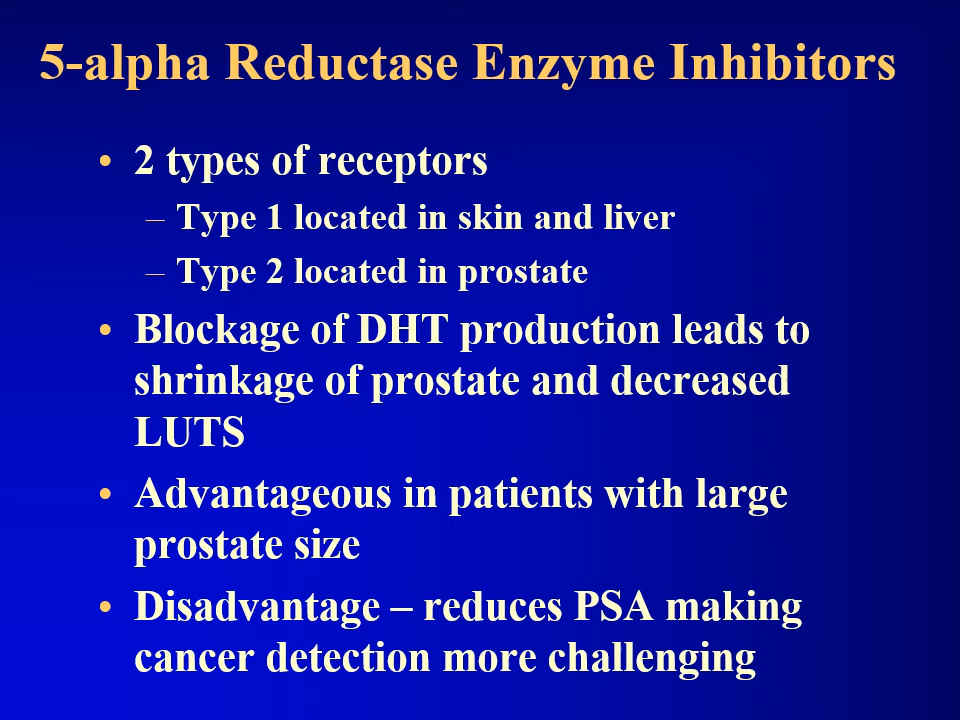 5-alpha Reductase Enzyme Inhibitors
• 2 types of receptors
– Type 1 located in skin and liver
– Type 2 located in prostate
• Blockage of DHT production leads to
shrinkage of prostate and decreased
LUTS
• Advantageous in patients with large
prostate size
• Disadvantage – reduces PSA making
cancer detection more challenging